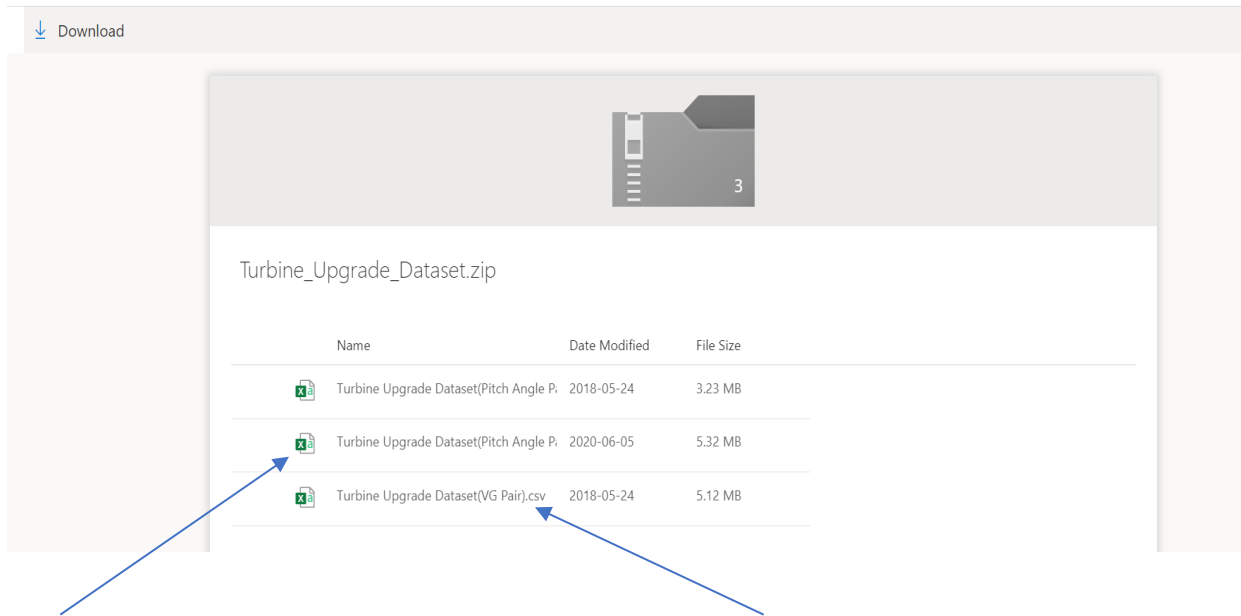 Download
3
Turbine_Upgrade_Dataset.zip
Name Date Modified File Size
Turbine Upgrade Dataset(Pitch Angle Pa 2018-05-24 3.23 MB
Turbine Upgrade Dataset(Pitch Angle Pa 2020-06-05 5.32 MB
Turbine Upgrade Dataset(VG Pair).csv 2018-05-24 5.12 MB